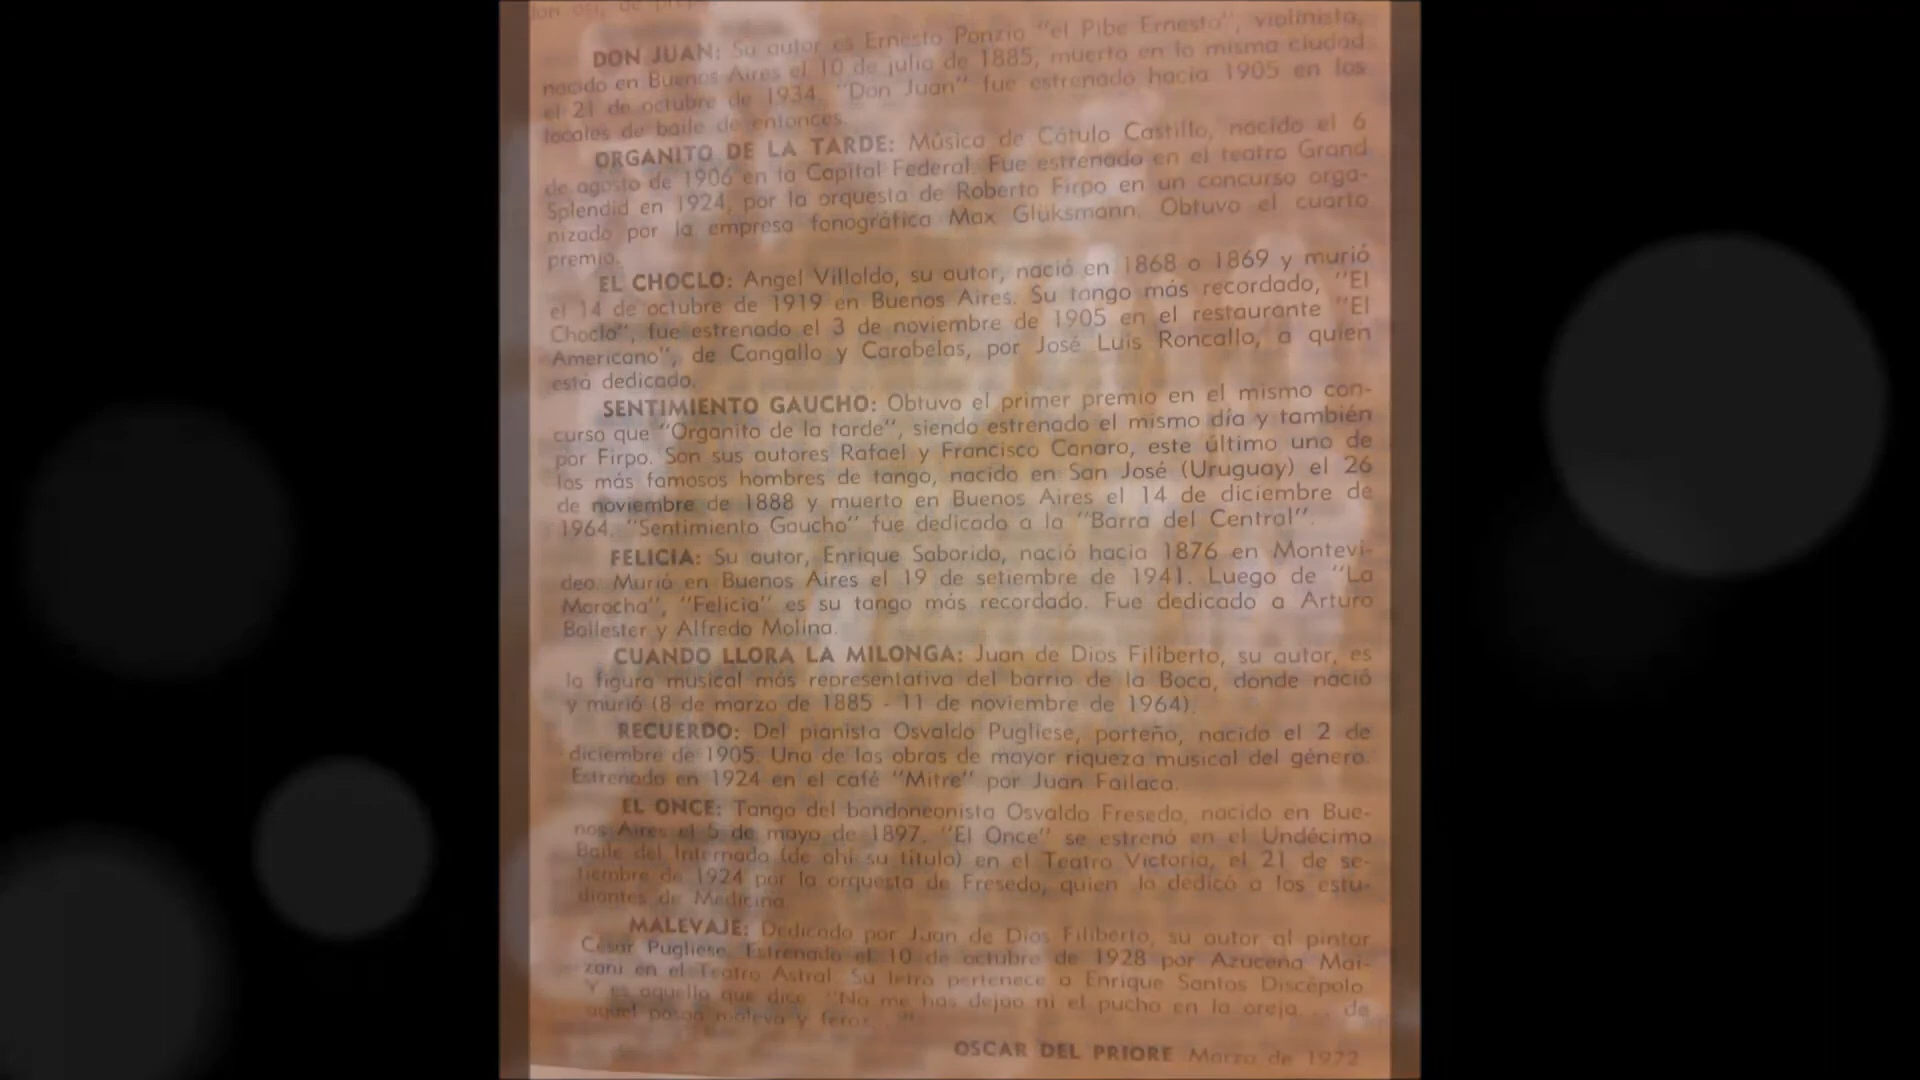 DON JUAN: Su autor es Ernesto Ponzio "el Pibe Ernesto", violinista,
nacido en Buenos Aires el 10 de julio de 1885, muerto en la misma ciudad
el 21 de octubre de 1934. "Don Juan" fue estrenado hacia 1905 en los
locales de baile de entonces.
ORGANITO DE LA TARDE: Música de Cátulo Castillo, nacido el 6
de agosto de 1906 en la Capital Federal. Fue estrenado en el teatro Grand
Splendid en 1924, por la orquesta de Roberto Firpo en un concurso orga-
nizado por la empresa fonográfica Max Glüksmann. Obtuvo el cuarto
premio.
EL CHOCLO: Angel Villoldo, su autor, nació en 1868 o 1869 y murió
el 14 de octubre de 1919 en Buenos Aires. Su tango más recordado, "El
Choclo", fue estrenado el 3 de noviembre de 1905 en el restaurante "El
Americano", de Cangallo y Carabelas, por José Luis Roncallo, a quien
está dedicado.
SENTIMIENTO GAUCHO: Obtuvo el primer premio en el mismo con-
curso que "Organito de la tarde", siendo estrenado el mismo día y también
por Firpo. Son sus autores Rafael y Francisco Canaro, este último uno de
los más famosos hombres de tango, nacido en San José (Uruguay) el 26
de noviembre de 1888 y muerto en Buenos Aires el 14 de diciembre de
1964. "Sentimiento Gaucho" fue dedicado a la "Barra del Central".
FELICIA: Su autor, Enrique Saborido, nació hacia 1876 en Montevi-
deo. Murió en Buenos Aires el 19 de setiembre de 1941. Luego de "La
Morocha", "Felicia" es su tango más recordado. Fue dedicado a Arturo
Ballester y Alfredo Molina.
CUANDO LLORA LA MILONGA: Juan de Dios Filiberto, su autor, es
la figura musical más representativa del barrio de la Boca, donde nació
y murió (8 de marzo de 1885 - 11 de noviembre de 1964).
RECUERDO: Del pianista Osvaldo Pugliese, porteño, nacido el 2 de
diciembre de 1905. Una de las obras de mayor riqueza musical del género.
Estrenado en 1924 en el café "Mitre" por Juan Failaca.
EL ONCE: Tango del bandoneonista Osvaldo Fresedo, nacido en Bue-
nos Aires el 5 de mayo de 1897. "El Once" se estrenó en el Undécimo
Baile del Internado (de ahí su título) en el Teatro Victoria, el 21 de se-
tiembre de 1924 por la orquesta de Fresedo, quien lo dedicó a los estu-
diantes de Medicina.
MALEVAJE: Dedicado por Juan de Dios Filiberto, su autor al pintor
César Pugliese. Estrenado el 10 de octubre de 1928 por Azucena Mai-
zani en el Teatro Astral. Su letra pertenece a Enrique Santos Discépolo.
Y es aquello que dice "No me has dejao ni el pucho en la oreja... de
aquel pasao malevo y feroz..."
OSCAR DEL PRIORE Marzo de 1972